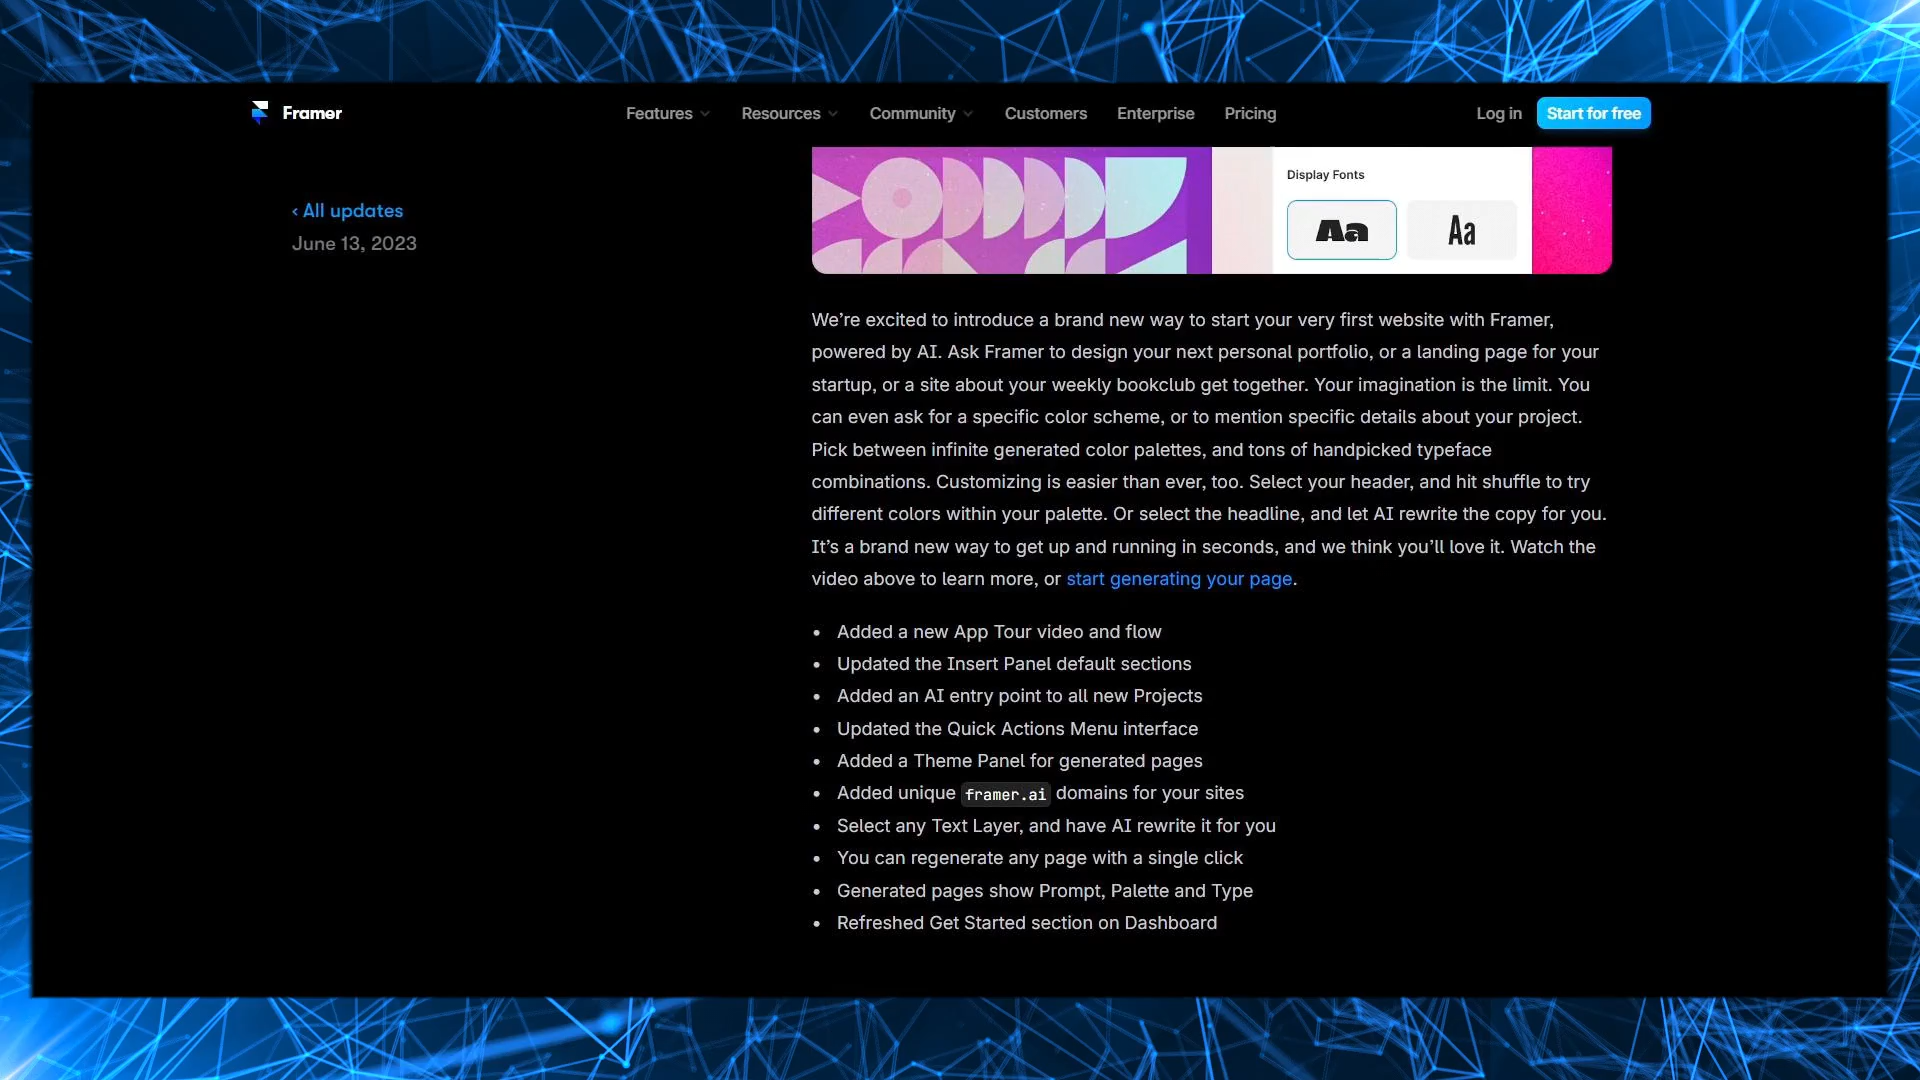 Framer
Features
Resources
Community
Customers
Enterprise
Pricing
Log in
Start for free
‹ All updates
June 13, 2023
Display Fonts
Aa
Aa
We’re excited to introduce a brand new way to start your very first website with Framer,
powered by AI. Ask Framer to design your next personal portfolio, or a landing page for your
startup, or a site about your weekly bookclub get together. Your imagination is the limit. You
can even ask for a specific color scheme, or to mention specific details about your project.
Pick between infinite generated color palettes, and tons of handpicked typeface
combinations. Customizing is easier than ever, too. Select your header, and hit shuffle to try
different colors within your palette. Or select the headline, and let AI rewrite the copy for you.
It’s a brand new way to get up and running in seconds, and we think you’ll love it. Watch the
video above to learn more, or start generating your page.
• Added a new App Tour video and flow
• Updated the Insert Panel default sections
• Added an AI entry point to all new Projects
• Updated the Quick Actions Menu interface
• Added a Theme Panel for generated pages
• Added unique framer.ai domains for your sites
• Select any Text Layer, and have AI rewrite it for you
• You can regenerate any page with a single click
• Generated pages show Prompt, Palette and Type
• Refreshed Get Started section on Dashboard